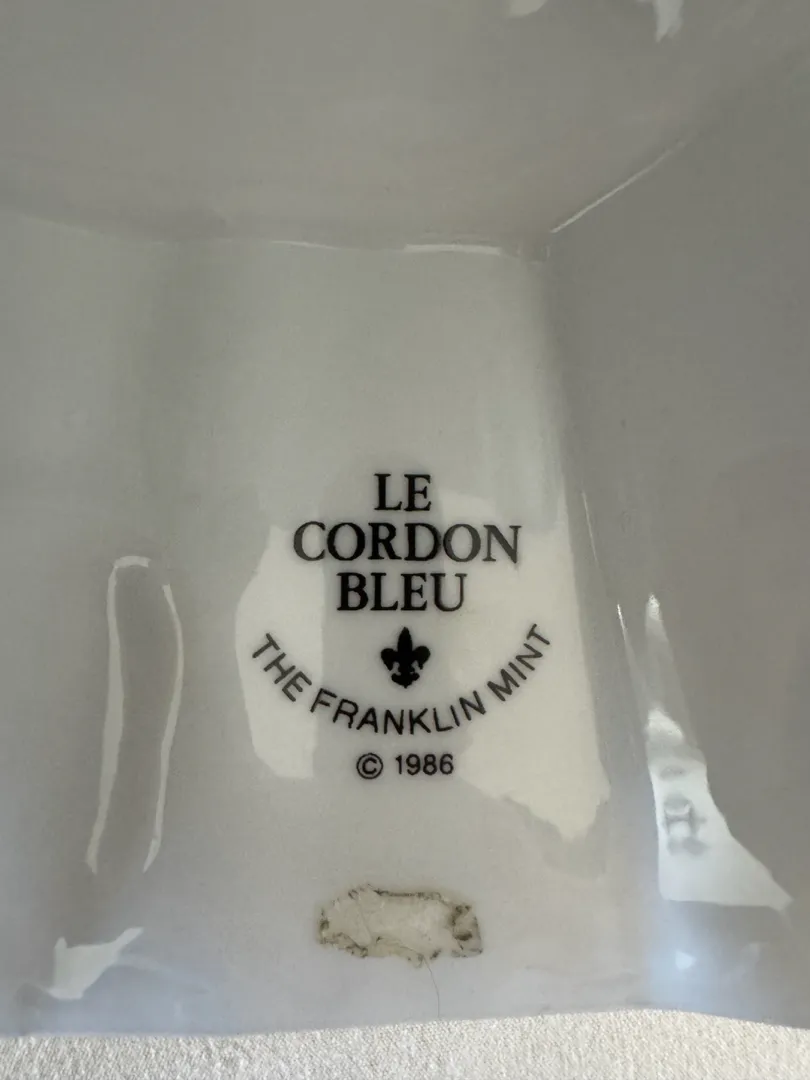 LE
CORDON
BLEU
THE FRANKLIN MINT
© 1986